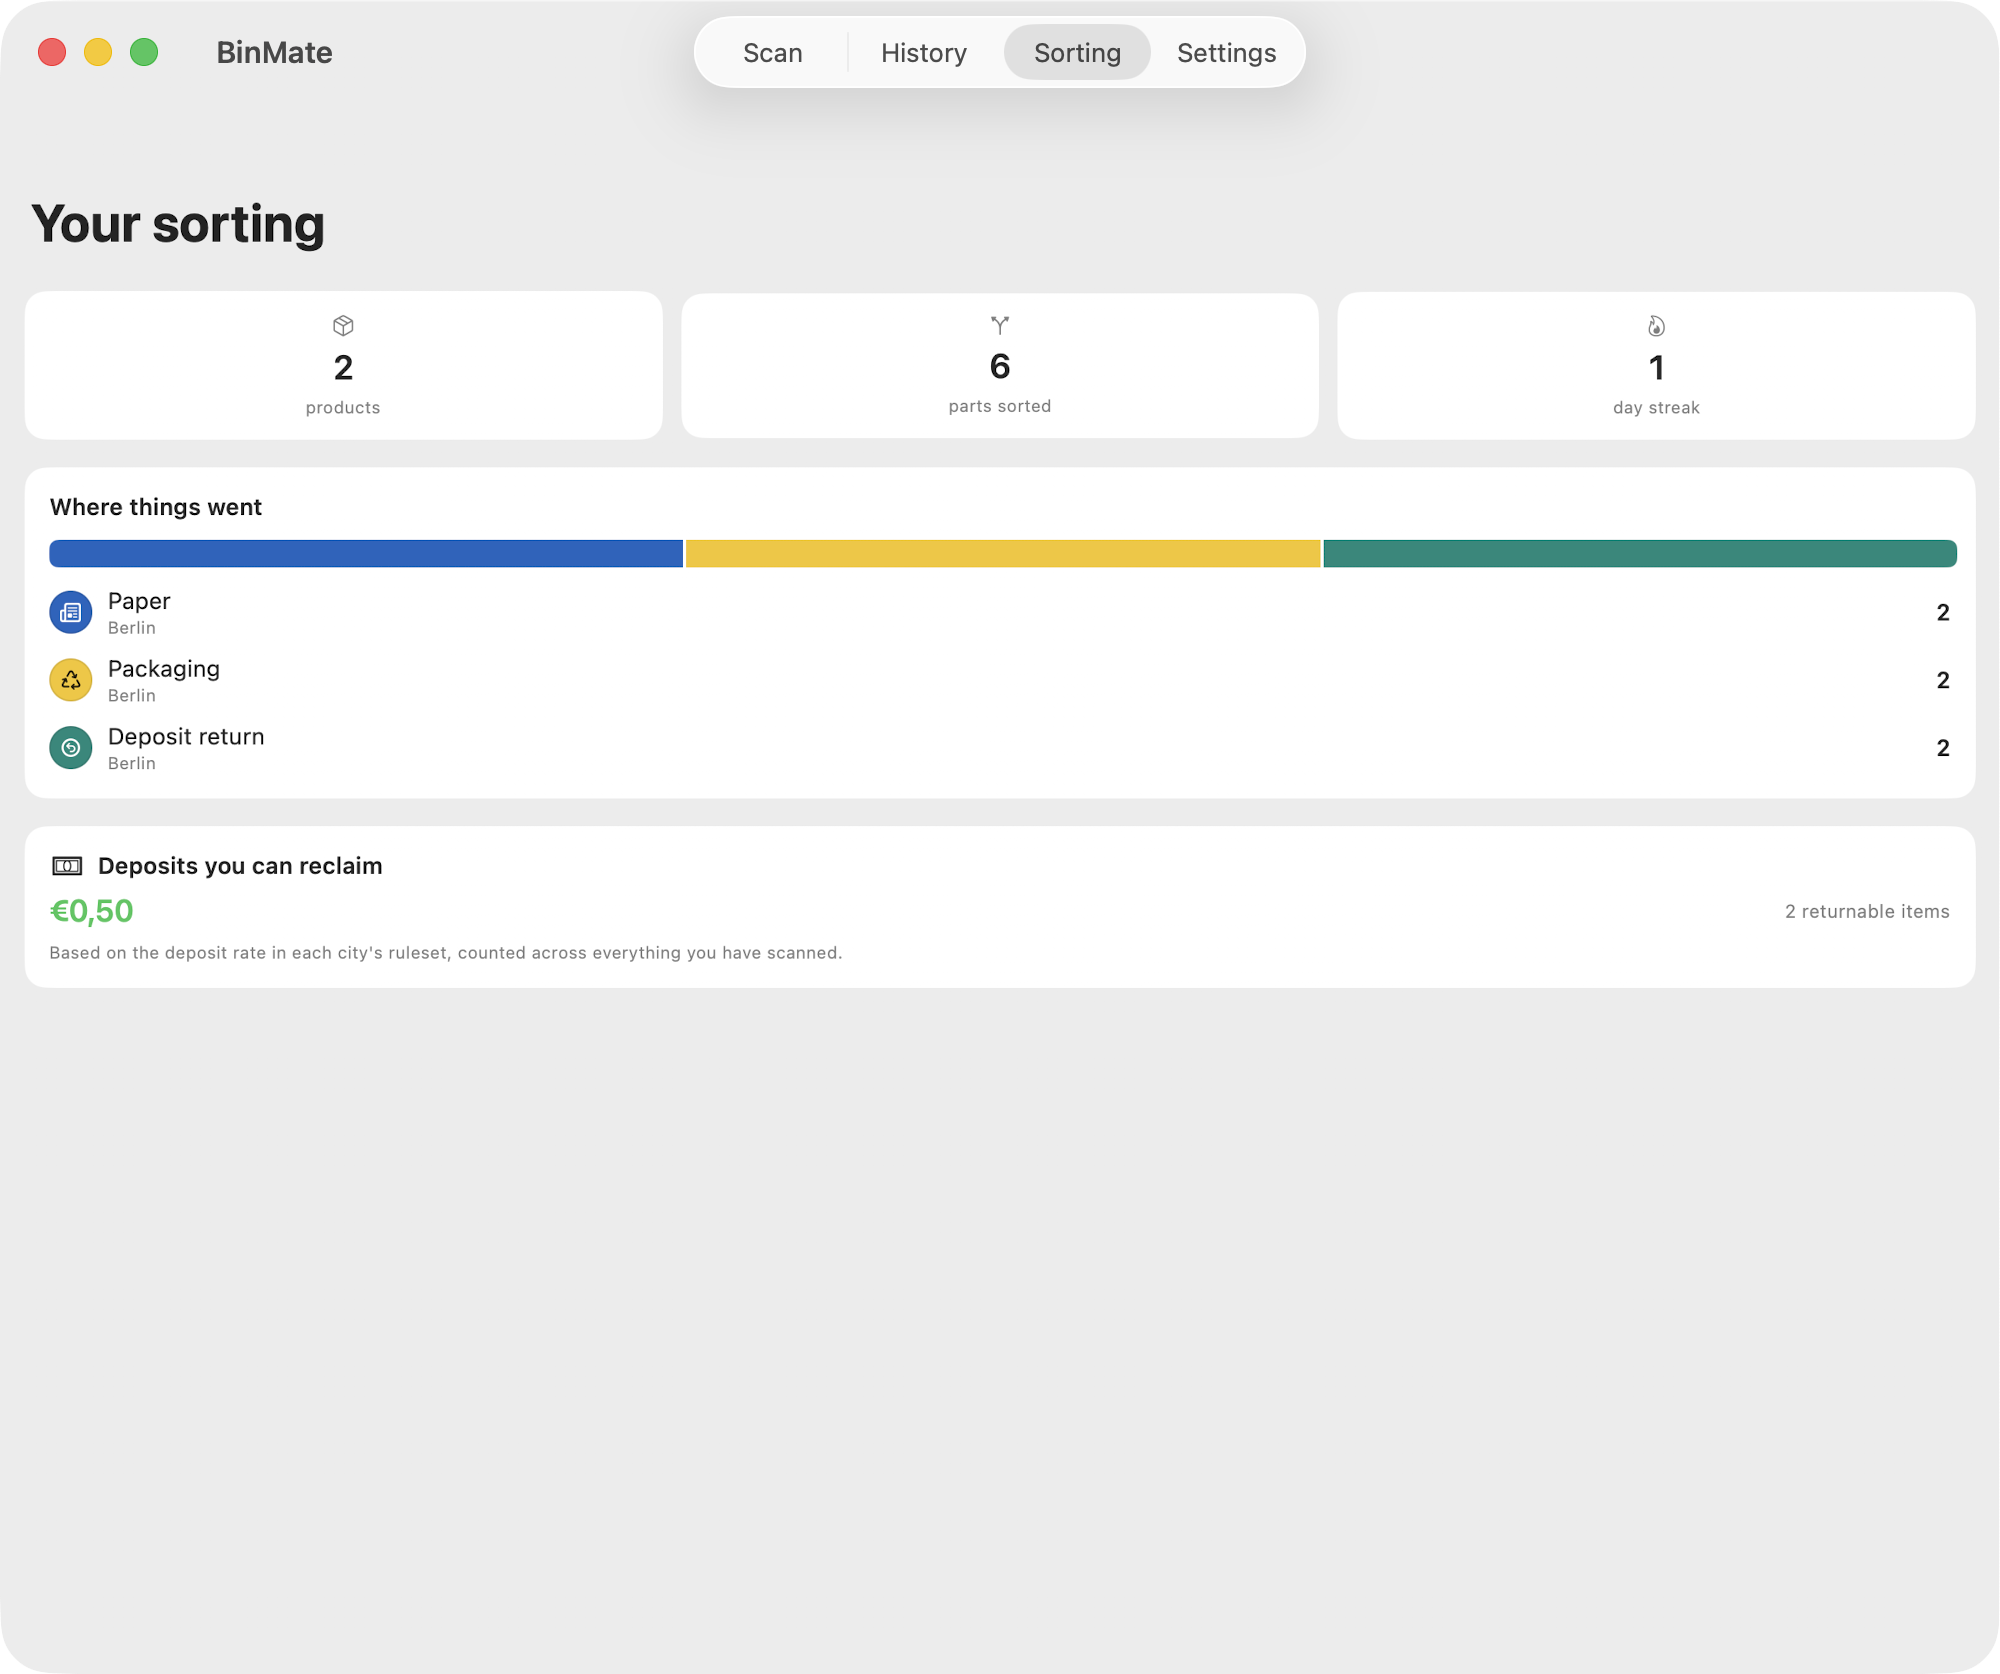 BinMate
Scan
History
Sorting
Settings
Your sorting
2
products
6
parts sorted
1
day streak
Where things went
Paper
Berlin
2
Packaging
Berlin
2
Deposit return
Berlin
2
Deposits you can reclaim
€0,50
2 returnable items
Based on the deposit rate in each city's ruleset, counted across everything you have scanned.